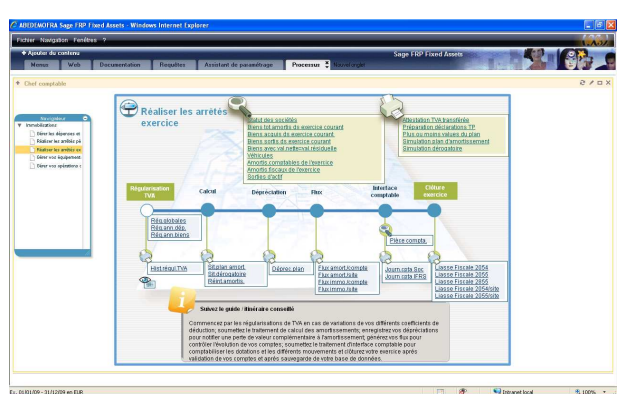 ABEDEMOFRA Sage FRP Fixed Assets - Windows Internet Explorer
Fichier Navigation Fenêtres ?
Ajouter du contenu
Sage FRP Fixed Assets
Menus Web Documentation Requêtes Assistant de paramétrage Processus
Chef comptable
Navigateur
Immobilisations
Gérer les dépenses et
Réaliser les arrêtés pé
Réaliser les arrêtés ex
Gérer vos équipement
Gérer vos opérations c
Réaliser les arrêtés
exercice
Statut des sociétés
Biens tot.amortis de exercice courant
Biens acquis de exercice courant
Biens sortis de exercice courant
Biens avec val.nette/val.résiduelle
Véhicules
Amortis.comptables de l'exercice
Amortis.fiscaux de l'exercice
Sorties d'actif
Attestation TVA transférée
Préparation déclarations TP
Plus ou moins values du plan
Simulation plan d'amortissement
Simulation dérogatoire
Régularisation
TVA
Calcul
Dépréciation
Flux
Interface
comptable
Clôture
exercice
Rég.globales
Rég.ann.dép.
Rég.ann.biens
Pièce compta.
Hist.régul.TVA
Sit.plan amort.
Sit.dérogatoire
Réint.amortis.
Déprec.plan
Flux.amort./compte
Flux.amort./site
Flux.immo./compte
Flux.immo./site
Journ.cpta Soc
Journ.cpta IFRS
Liasse Fiscale 2054
Liasse Fiscale 2055
Liasse Fiscale 2855
Liasse Fiscale 2054/site
Liasse Fiscale 2055/site
Suivez le guide / Itinéraire conseillé
Commencez par les régularisations de TVA en cas de variations de vos différents coefficients de
déduction; soumettez le traitement de calcul des amortissements; enregistrez vos dépréciations
pour notifier une perte de valeur complémentaire à l'amortissement; générez vos flux pour
contrôler l'évolution de vos comptes; soumettez le traitement d'interface comptable pour
comptabiliser les dotations et les différents mouvements et clôturez votre exercice après
validation de vos comptes et après sauvegarde de votre base de données.
Ex. 01/01/09 - 31/12/09 en EUR
Intranet local
100%